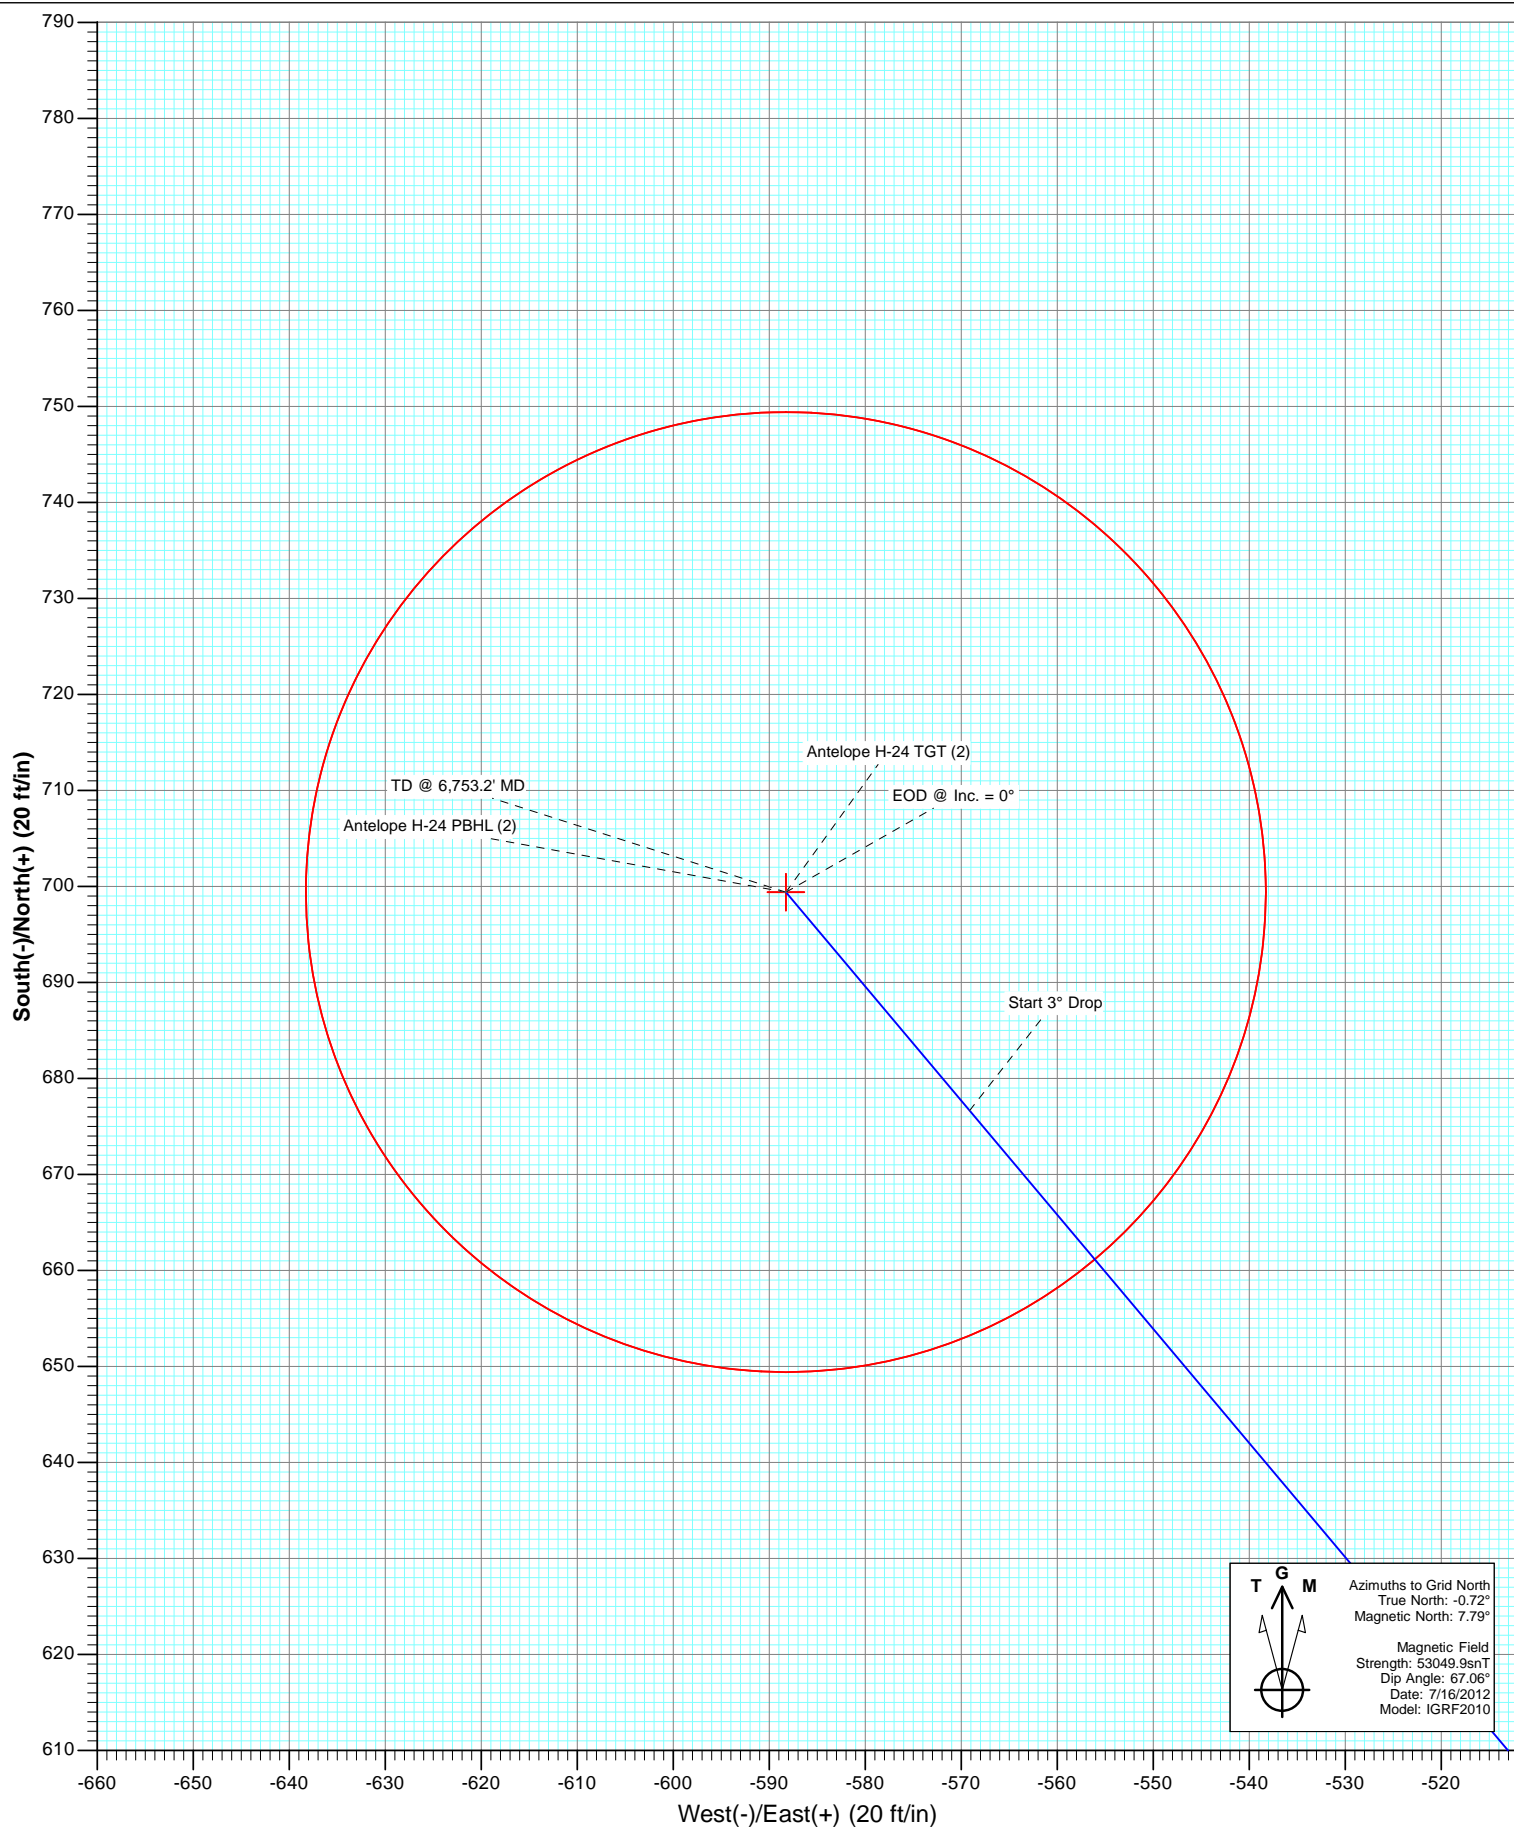 790
780
770
760
750
740
730
720
710
700
690
680
670
660
650
640
630
620
610
South(-)/North(+) (20 ft/in)
Antelope H-24 TGT (2)
TD @ 6,753.2' MD
EOD @ Inc. = 0°
Antelope H-24 PBHL (2)
Start 3° Drop
T G M
Azimuths to Grid North
True North: -0.72°
Magnetic North: 7.79°
Magnetic Field
Strength: 53049.9snT
Dip Angle: 67.06°
Date: 7/16/2012
Model: IGRF2010
-660 -650 -640 -630 -620 -610 -600 -590 -580 -570 -560 -550 -540 -530 -520
West(-)/East(+) (20 ft/in)